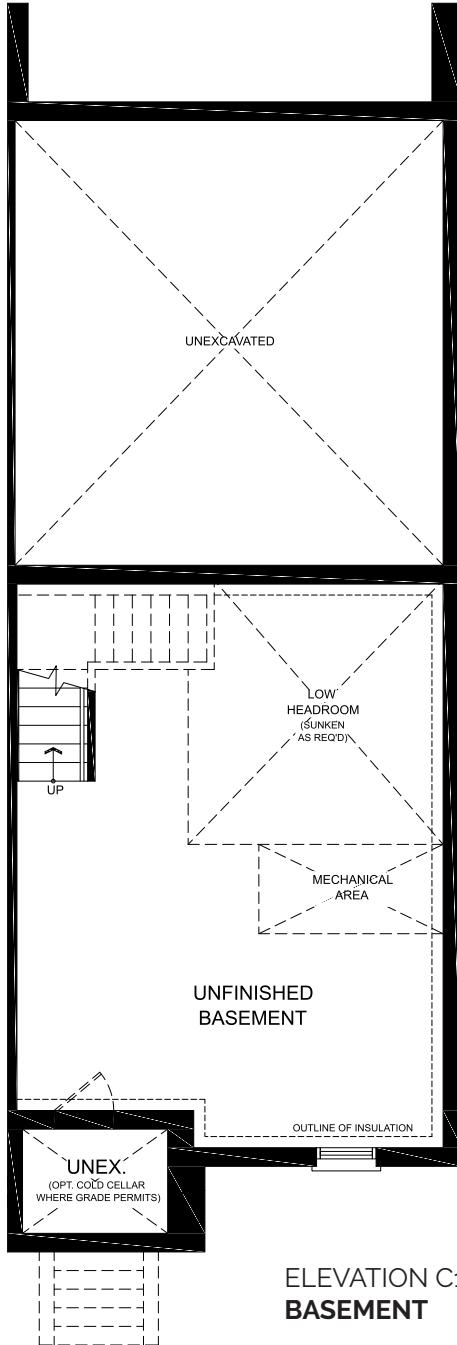 UNEXCAVATED
LOW
HEADROOM
(SUNKEN
AS REQ'D)
UP
MECHANICAL
AREA
UNFINISHED
BASEMENT
OUTLINE OF INSULATION
UNEX.
(OPT. COLD CELLAR
WHERE GRADE PERMITS)
ELEVATION C1
BASEMENT